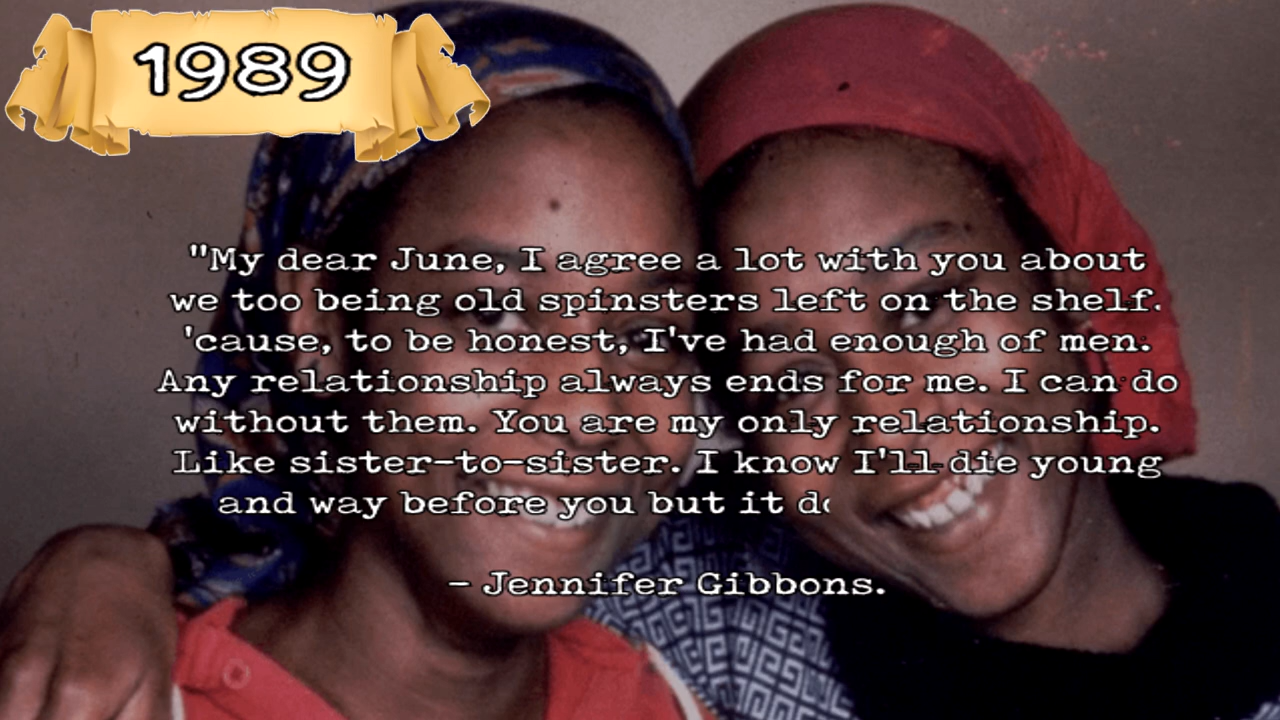 1989
"My dear June, I agree a lot with you about
we too being old spinsters left on the shelf.
'cause, to be honest, I've had enough of men.
Any relationship always ends for me. I can do
without them. You are my only relationship.
Like sister-to-sister. I know I'll die young
and way before you but it
- Jennifer Gibbons.